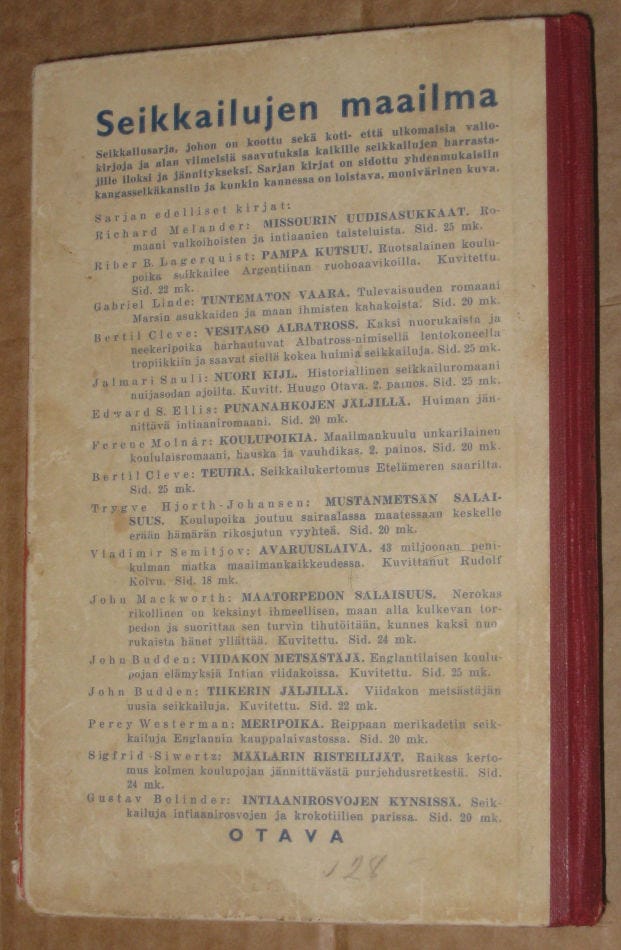 Seikkailujen maailma
Seikkailusarja, johon on koottu sekä koti- että ulkomaisia valio-
kirjoja ja alan viimeisiä saavutuksia kaikille seikkailujen harrasta-
jille iloksi ja jännitykseksi. Sarjan kirjat on sidottu yhdenmukaisiin
kangasselkäkansiin ja kunkin kannessa on loistava, monivärinen kuva.
Sarjan edelliset kirjat:
Richard Melander: MISSOURIN UUDISASUKKAAT. Ro-
maani valkoihoisten ja intiaanien taisteluista. Sid. 25 mk.
Riber B. Lagerquist: PAMPA KUTSUU. Ruotsalainen koulu-
poika seikkailee Argentiinan ruohoaavikoilla. Kuvitettu.
Sid. 22 mk.
Gabriel Linde: TUNTEMATON VAARA. Tulevaisuuden romaani
Marsin asukkaiden ja maan ihmisten kahakoista. Sid. 20 mk.
Bertil Cleve: VESITASO ALBATROSS. Kaksi nuorukaista ja
neekeripoika harhautuvat Albatross-nimisellä lentokoneella
tropiikkiin ja saavat siellä kokea huimia seikkailuja. Sid. 25 mk.
Jalmari Sauli: NUORI KIJL. Historiallinen seikkailuromaani
nuijasodan ajoilta. Kuvitt. Huugo Otava. 2. painos. Sid. 25 mk.
Edward S. Ellis: PUNANAHKOJEN JÄLJILLÄ. Huiman jän-
nittävä intiaaniromaani. Sid. 20 mk.
Ferenc Molnár: KOULUPOIKIA. Maailmankuulu unkarilainen
koululaisromaani, hauska ja vauhdikas. 2. painos. Sid. 20 mk.
Bertil Cleve: TEUIRA. Seikkailukertomus Etelämeren saarilta.
Sid. 25 mk.
Trygve Hjorth-Johansen: MUSTANMETSÄN SALAI-
SUUS. Koulupoika joutuu sairaalassa maatessaan keskelle
erään hämärän rikosjutun vyyhteä. Sid. 20 mk.
Vladimir Semitjov: AVARUUSLAIVA. 43 miljoonan peni-
kulman matka maailmankaikkeudessa. Kuvittanut Rudolf
Koivu. Sid. 18 mk.
John Mackworth: MAATORPEDON SALAISUUS. Nerokas
rikollinen on keksinyt ihmeellisen, maan alla kulkevan tor-
pedon ja suorittaa sen turvin tihutöitään, kunnes kaksi nuo
rukaista hänet yllättää. Kuvitettu. Sid. 24 mk.
John Budden: VIIDAKON METSÄSTÄJÄ. Englantilaisen koulu-
pojan elämyksiä Intian viidakoissa. Kuvitettu. Sid. 25 mk.
John Budden: TIIKERIN JÄLJILLÄ. Viidakon metsästäjän
uusia seikkailuja. Kuvitettu. Sid. 22 mk.
Percy Westerman: MERIPOIKA. Reippaan merikadetin seik-
kailuja Englannin kauppalaivastossa. Sid. 20 mk.
Sigfrid Siwertz: MÄÄLARIN RISTEILIJÄT. Raikas kerto-
mus kolmen koulupojan jännittävästä purjehdusretkestä. Sid.
24 mk.
Gustav Bolinder: INTIAANIROSVOJEN KYNSISSÄ. Seik-
kailuja intiaanirosvojen ja krokotiilien parissa. Sid. 20 mk.
OTAVA
128